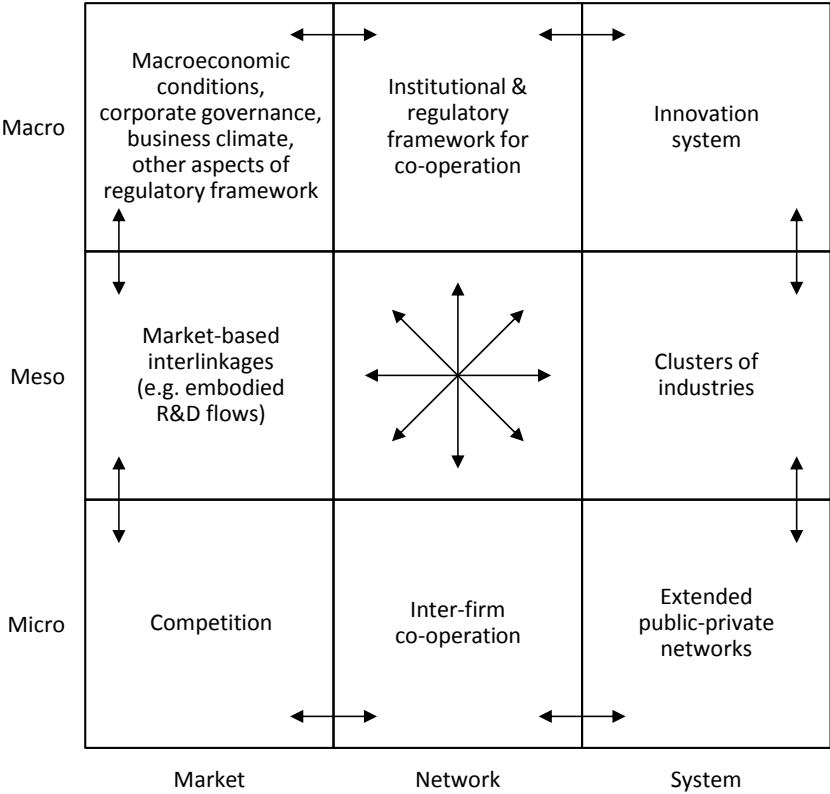 Macro
Macroeconomic
conditions,
corporate governance,
business climate,
other aspects of
regulatory framework
Institutional &
regulatory
framework for
co-operation
Innovation
system
Meso
Market-based
interlinkages
(e.g. embodied
R&D flows)
Clusters of
industries
Micro
Competition
Inter-firm
co-operation
Extended
public-private
networks
Market
Network
System